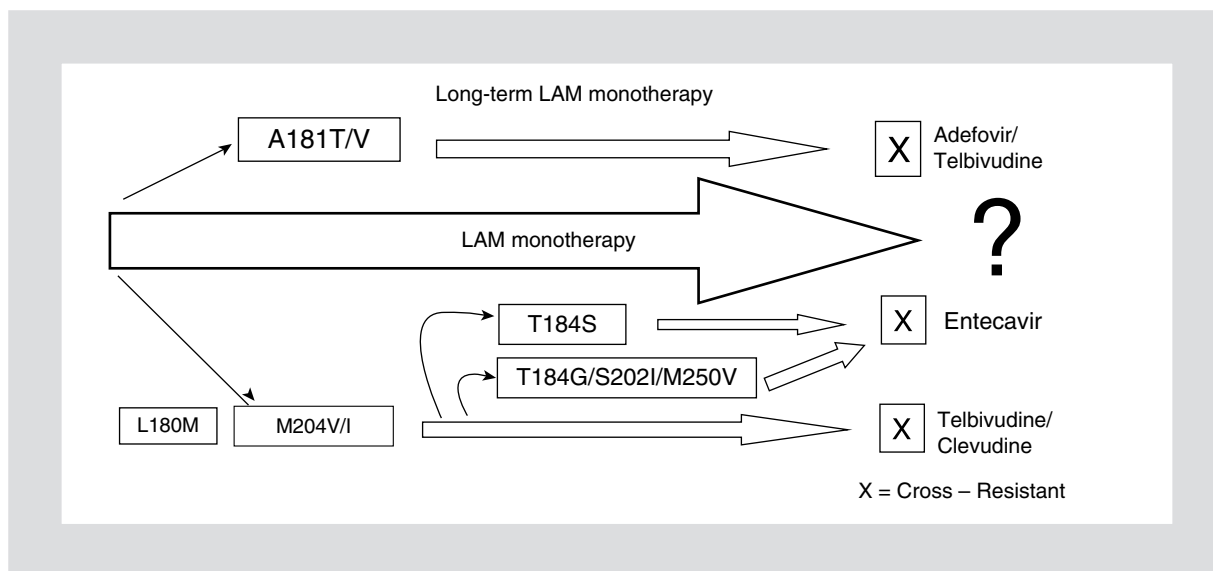 Long-term LAM monotherapy
A181T/V
X
Adefovir/
Telbivudine
LAM monotherapy
?
T184S
X
Entecavir
T184G/S202I/M250V
L180M
M204V/I
X
Telbivudine/
Clevudine
X = Cross – Resistant